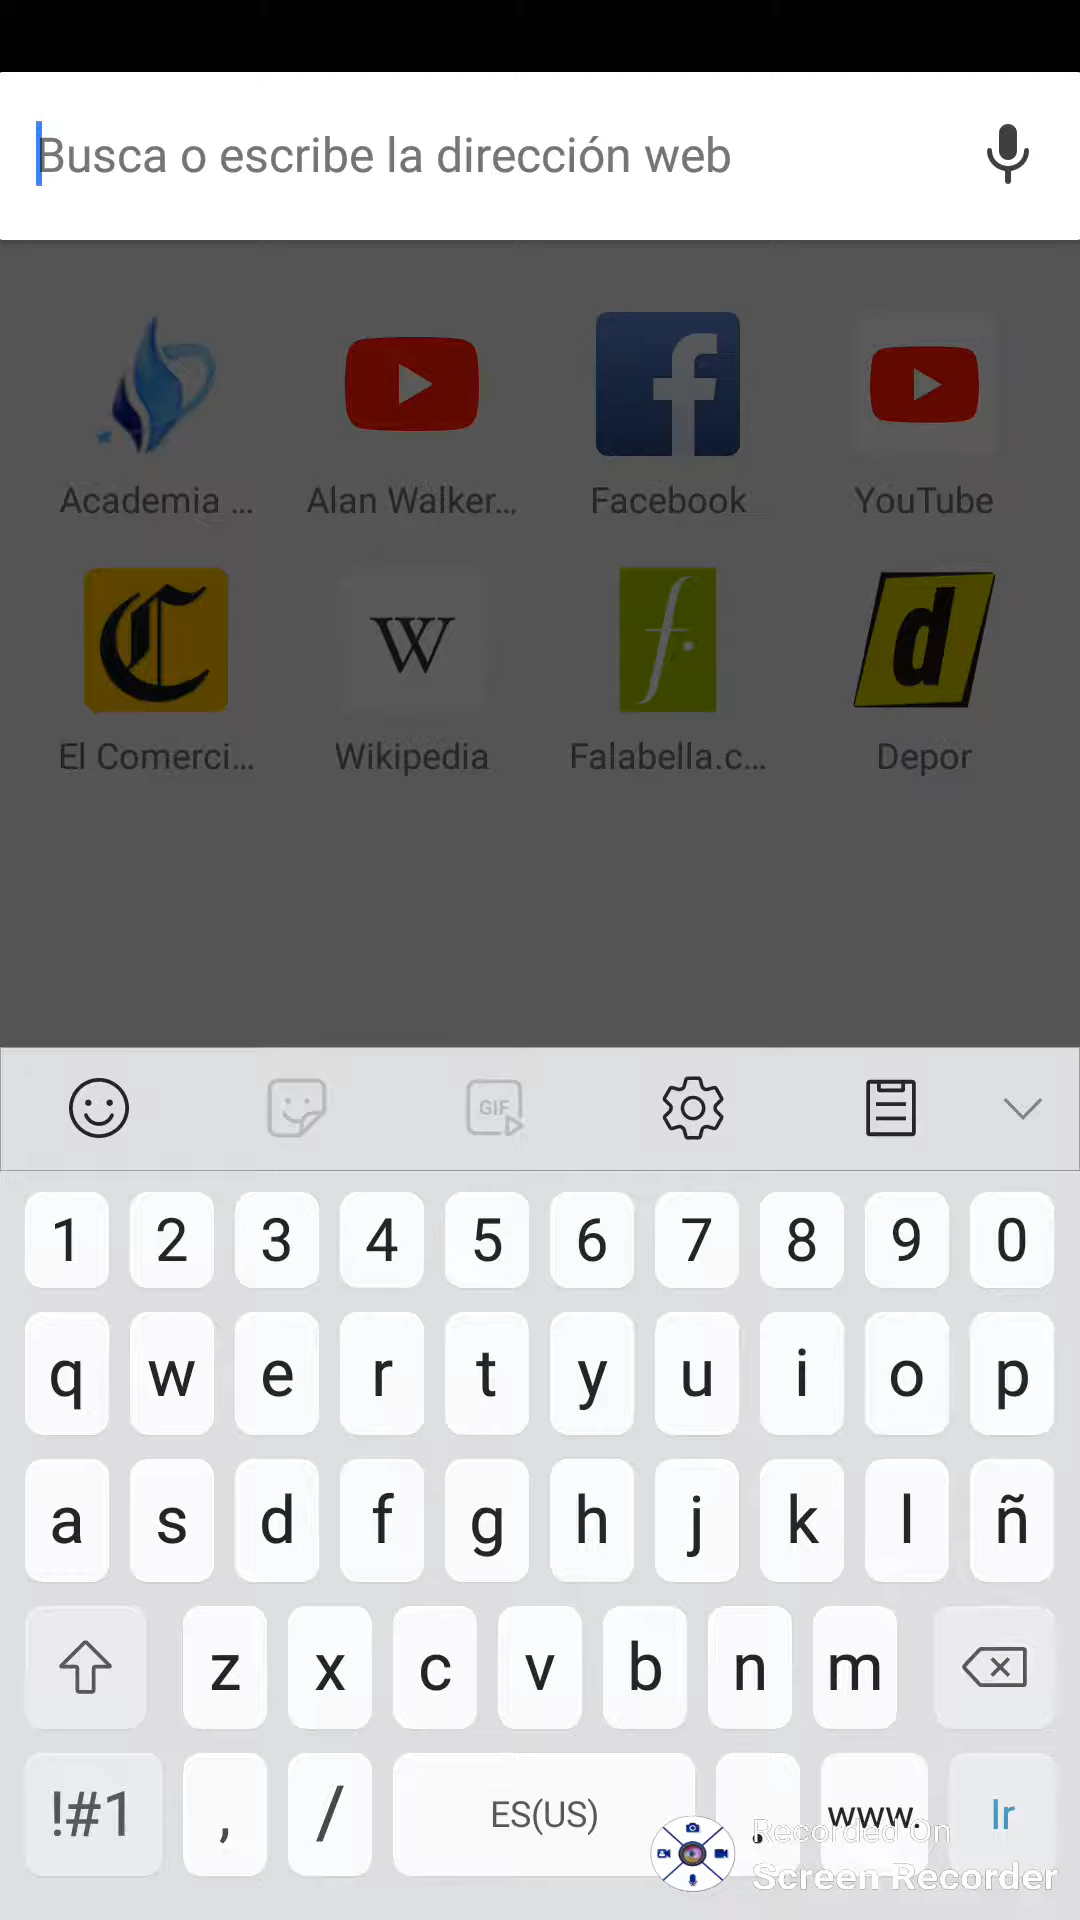 Busca o escribe la dirección web
Academia ... Alan Walker... Facebook YouTube
El Comerci... Wikipedia Falabella.c... Depor
GIF
1 2 3 4 5 6 7 8 9 0
q w e r t y u i o p
a s d f g h j k l ñ
z x c v b n m
!#1 , / ES(US) . www. Ir
Recorded On
Screen Recorder